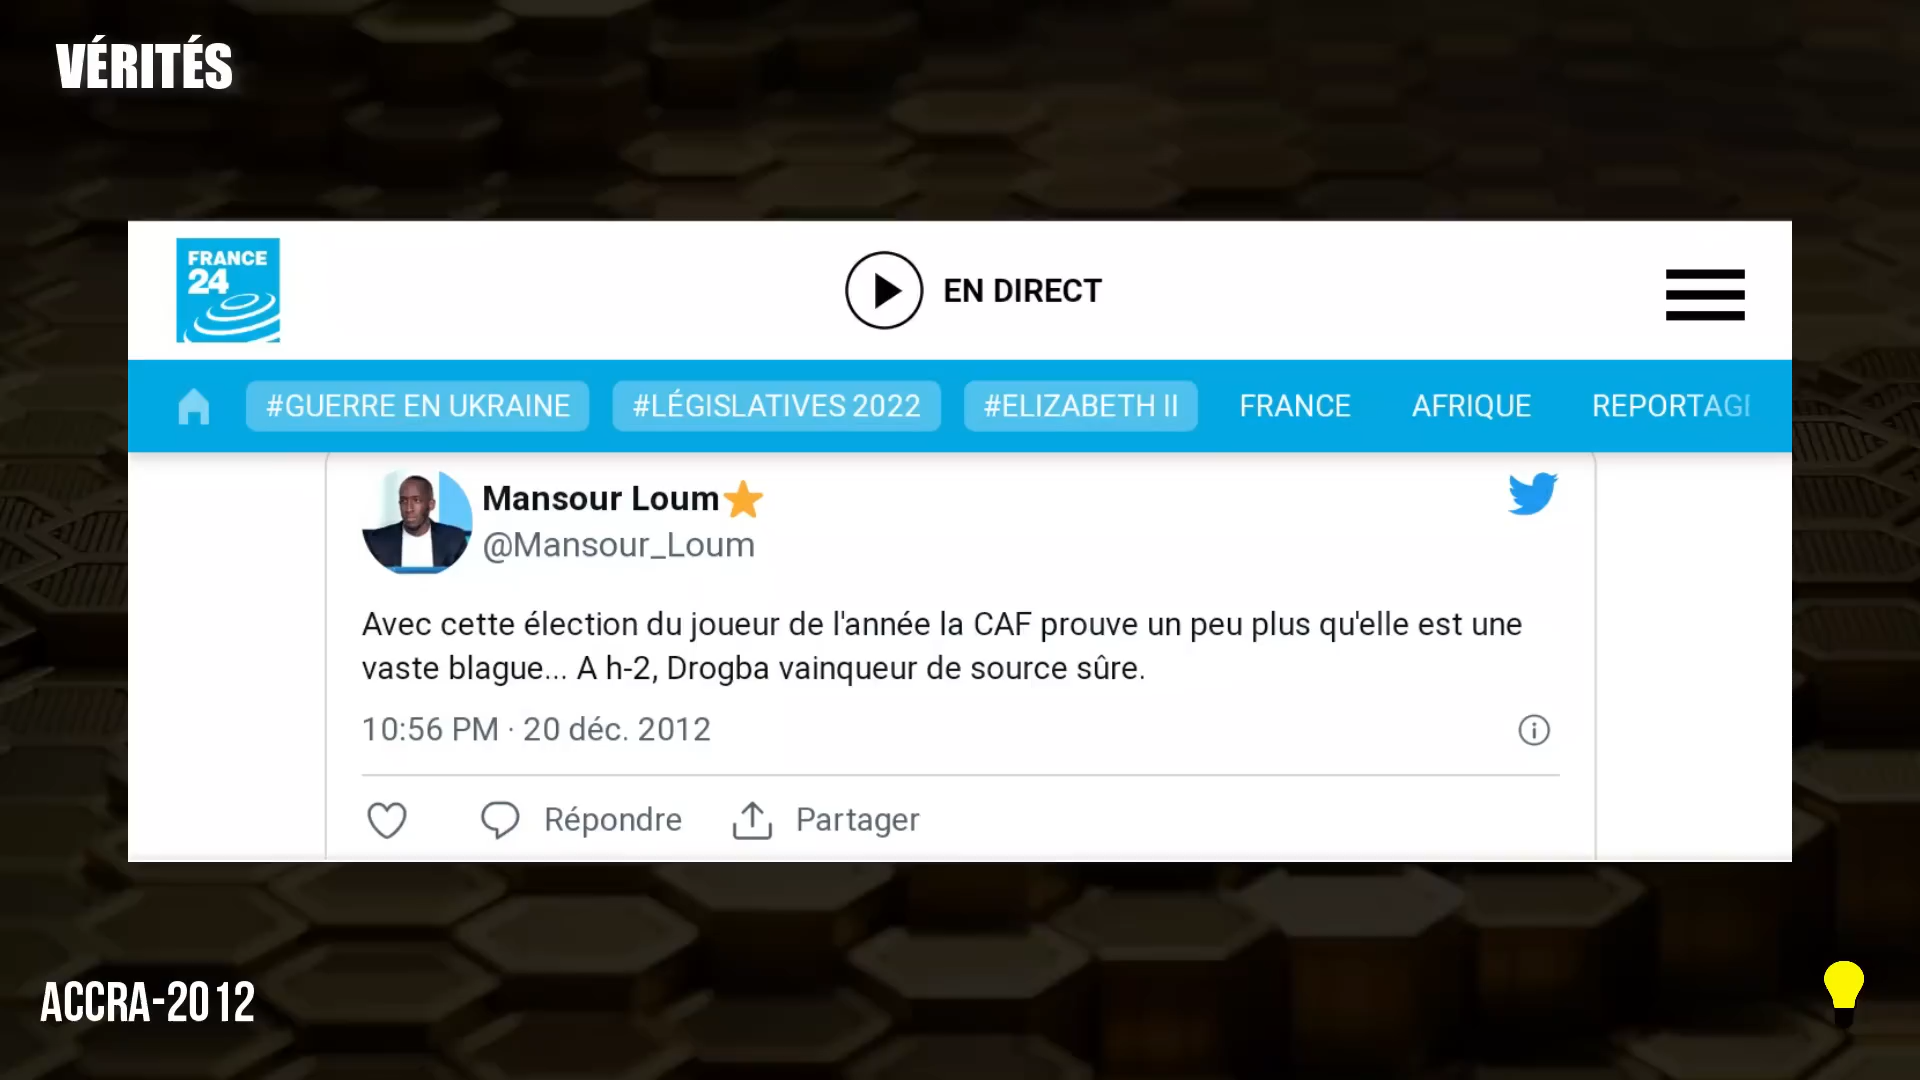 VÉRITÉS
FRANCE
24
EN DIRECT
#GUERRE EN UKRAINE #LÉGISLATIVES 2022 #ELIZABETH II FRANCE AFRIQUE REPORTAGE
Mansour Loum
@Mansour_Loum
Avec cette élection du joueur de l'année la CAF prouve un peu plus qu'elle est une
vaste blague... A h-2, Drogba vainqueur de source sûre.
10:56 PM · 20 déc. 2012
Répondre Partager
ACCRA-2012